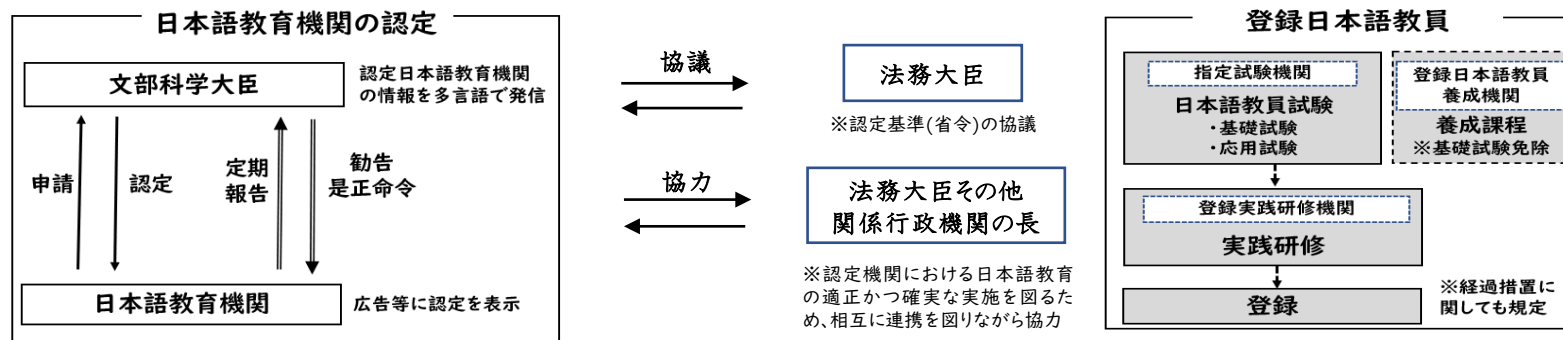 日本語教育機関の認定
文部科学大臣
認定日本語教育機関
の情報を多言語で発信
申請
認定
定期
報告
勧告
是正命令
日本語教育機関
広告等に認定を表示
協議
法務大臣
※認定基準(省令)の協議
協力
法務大臣その他
関係行政機関の長
※認定機関における日本語教育
の適正かつ確実な実施を図るた
め、相互に連携を図りながら協力
登録日本語教員
指定試験機関
日本語教員試験
・基礎試験
・応用試験
登録日本語教員
養成機関
養成課程
※基礎試験免除
登録実践研修機関
実践研修
登録
※経過措置に
関しても規定